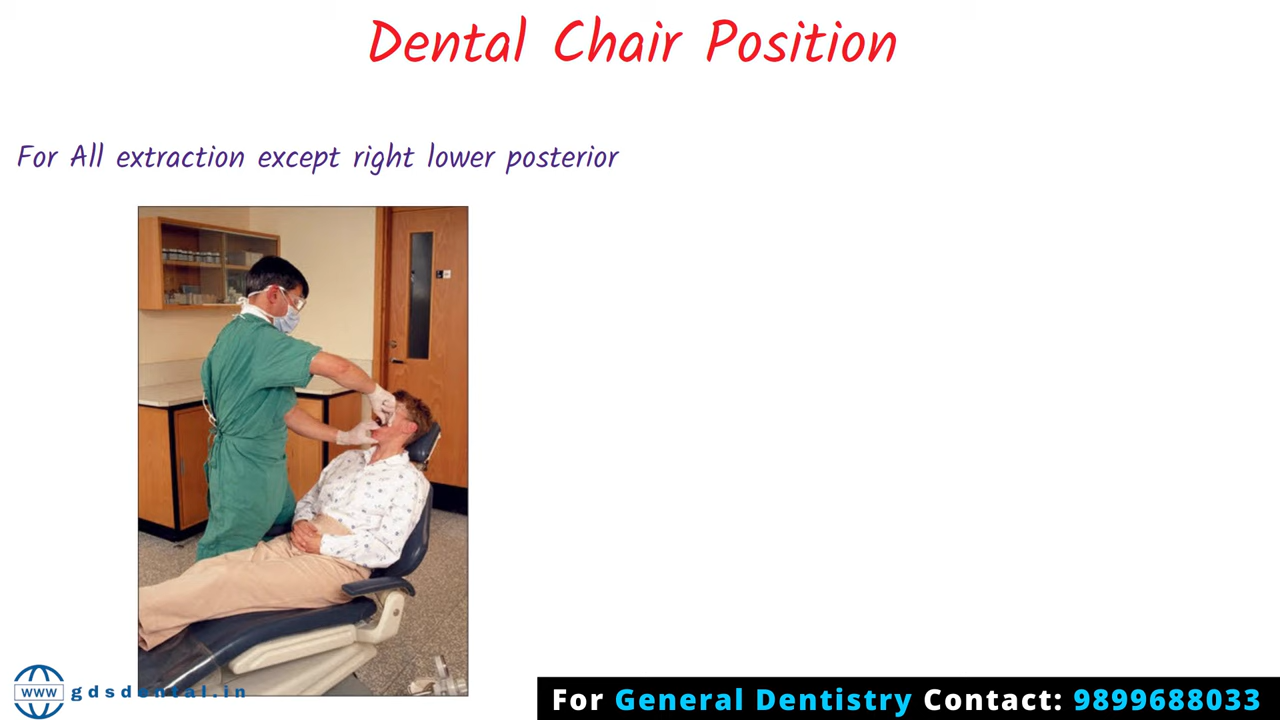 Dental Chair Position
For All extraction except right lower posterior
www gdsdental.in
For General Dentistry Contact: 9899688033